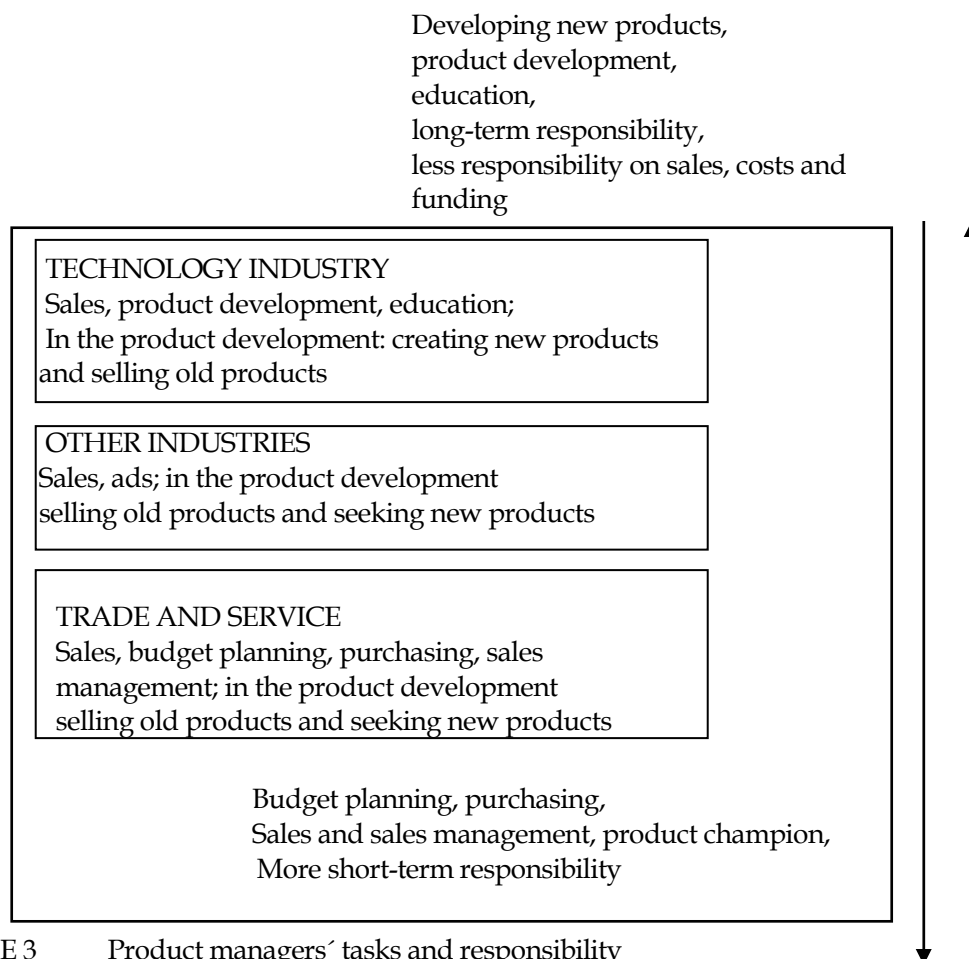 Developing new products,
product development,
education,
long-term responsibility,
less responsibility on sales, costs and
funding
TECHNOLOGY INDUSTRY
Sales, product development, education;
In the product development: creating new products
and selling old products
OTHER INDUSTRIES
Sales, ads; in the product development
selling old products and seeking new products
TRADE AND SERVICE
Sales, budget planning, purchasing, sales
management; in the product development
selling old products and seeking new products
Budget planning, purchasing,
Sales and sales management, product champion,
More short-term responsibility
E 3 Product managers´ tasks and responsibility